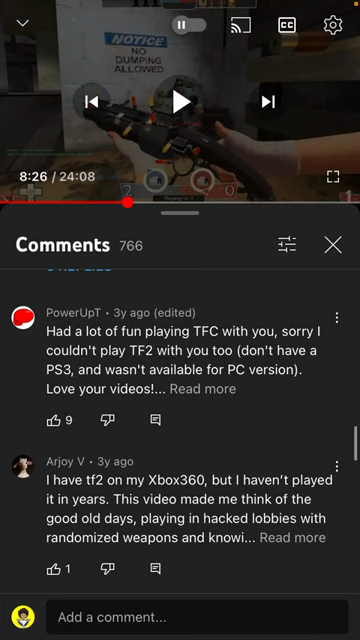 CC
NOTICE
NO
DUMPING
ALLOWED
8:26 / 24:08
2
0
Comments 766
PowerUpT • 3y ago (edited)
Had a lot of fun playing TFC with you, sorry I
couldn't play TF2 with you too (don't have a
PS3, and wasn't available for PC version).
Love your videos!... Read more
9
Arjoy V • 3y ago
I have tf2 on my Xbox360, but I haven't played
it in years. This video made me think of the
good old days, playing in hacked lobbies with
randomized weapons and knowi... Read more
1
Add a comment...